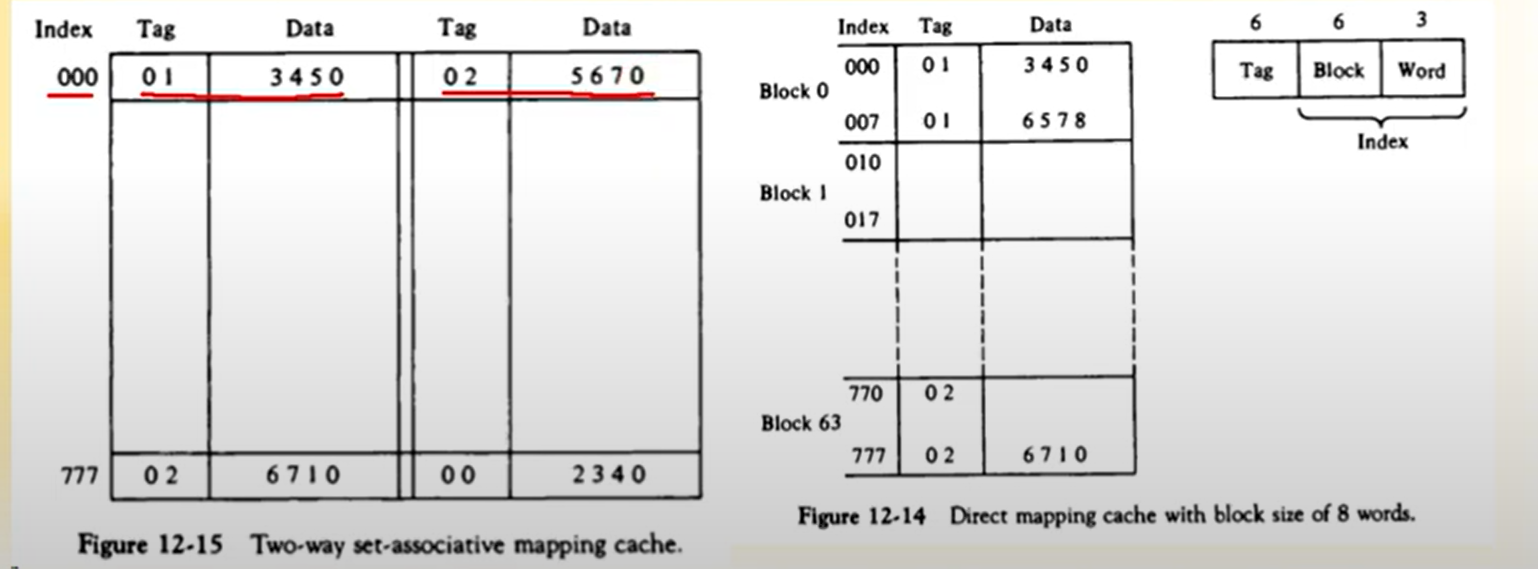 Index Tag Data Tag Data
000 01 3450 02 5670
777 02 6710 00 2340
Figure 12-15 Two-way set-associative mapping cache.
Index Tag Data
000 01 3450
Block 0
007 01 6578
010
Block 1
017
770 02
Block 63
777 02 6710
Figure 12-14 Direct mapping cache with block size of 8 words.
6 6 3
Tag Block Word
Index